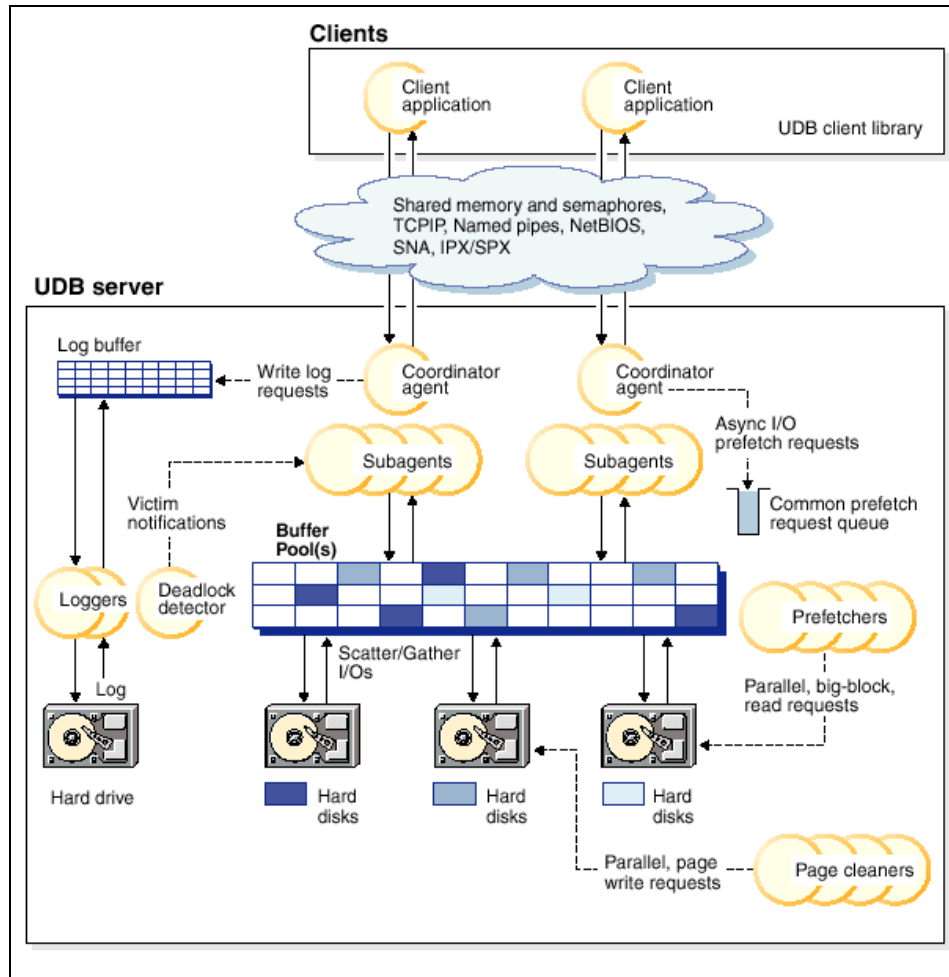 Clients
Client
application
Client
application
UDB client library
Shared memory and semaphores,
TCPIP, Named pipes, NetBIOS,
SNA, IPX/SPX
UDB server
Log buffer
Write log
requests
Coordinator
agent
Coordinator
agent
Async I/O
prefetch requests
Subagents
Subagents
Victim
notifications
Common prefetch
request queue
Buffer
Pool(s)
Loggers
Deadlock
detector
Prefetchers
Scatter/Gather
I/Os
Log
Parallel, big-block,
read requests
Hard drive
Hard
disks
Hard
disks
Hard
disks
Parallel, page
write requests
Page cleaners